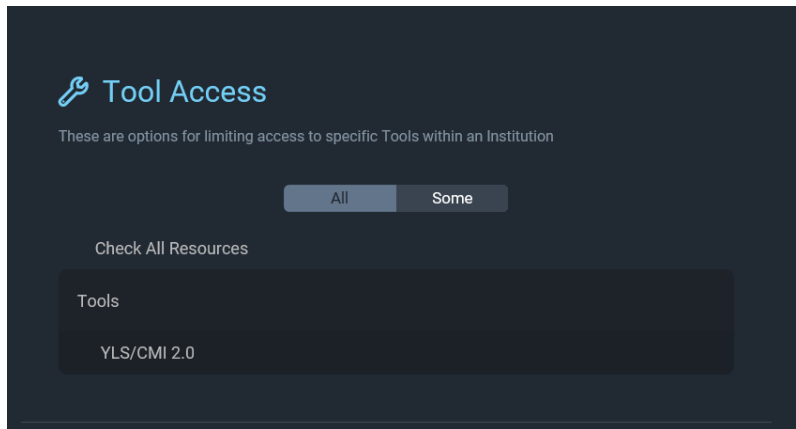 Tool Access
These are options for limiting access to specific Tools within an Institution
All Some
Check All Resources
Tools
YLS/CMI 2.0